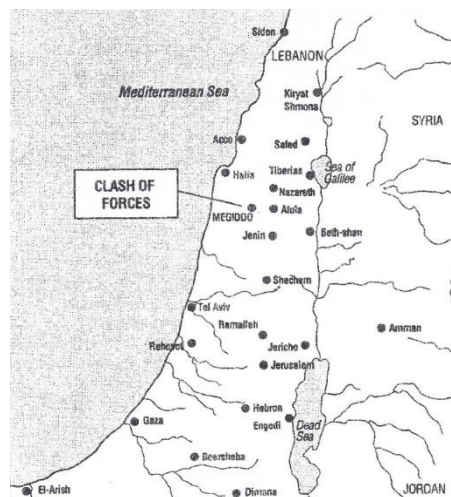 Sidon
LEBANON
Mediterranean Sea
Kiryat
Shmona
SYRIA
Acco
Safed
Tiberias
Sea of
Galilee
Haifa
CLASH OF
FORCES
Nazareth
MEGIDDO
Afula
Jenin
Beth-shan
Shechem
Tel Aviv
Ramallah
Amman
Rehovot
Jericho
Jerusalem
Hebron
Engedi
Dead
Sea
Gaza
Beersheba
El-Arish
Dimona
JORDAN